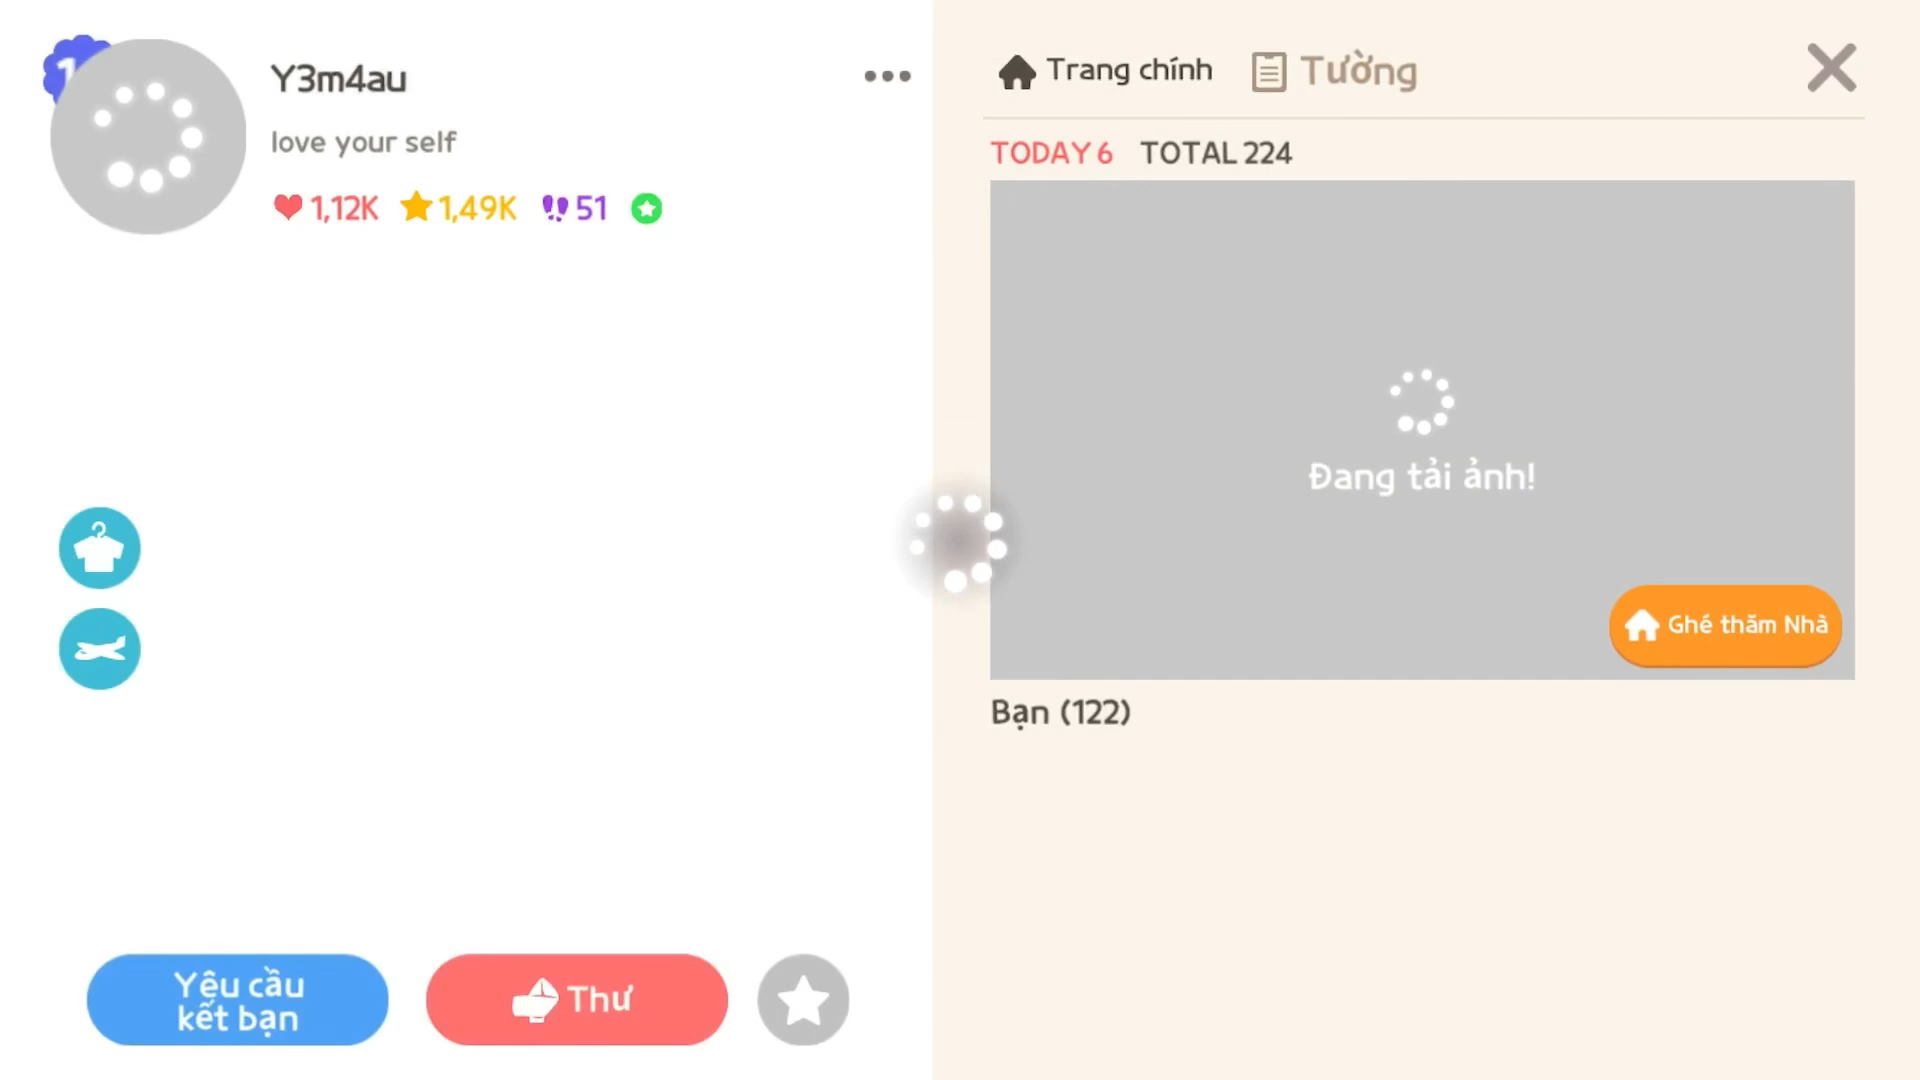 1
Y3m4au
love your self
1,12K 1,49K 51
Yêu cầu
kết bạn
Thư
Trang chính Tường
TODAY 6 TOTAL 224
Đang tải ảnh!
Ghé thăm Nhà
Bạn (122)